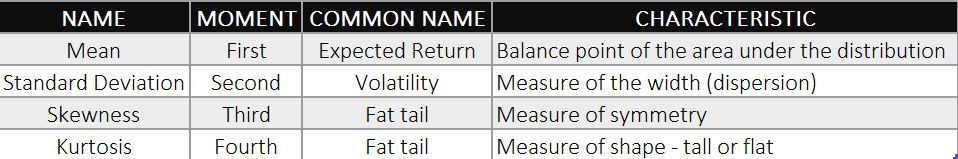 NAME MOMENT COMMON NAME CHARACTERISTIC
Mean First Expected Return Balance point of the area under the distribution
Standard Deviation Second Volatility Measure of the width (dispersion)
Skewness Third Fat tail Measure of symmetry
Kurtosis Fourth Fat tail Measure of shape - tall or flat